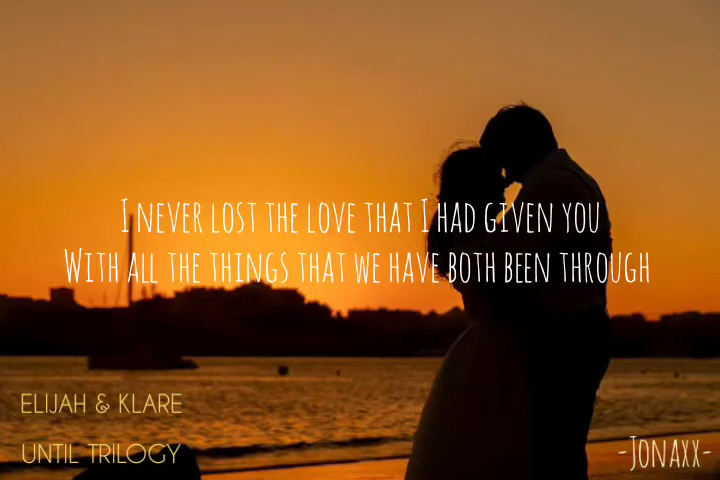 I never lost the love that I had given you
With all the things that we have both been through
ELIJAH & KLARE
UNTIL TRILOGY
-Jonaxx-